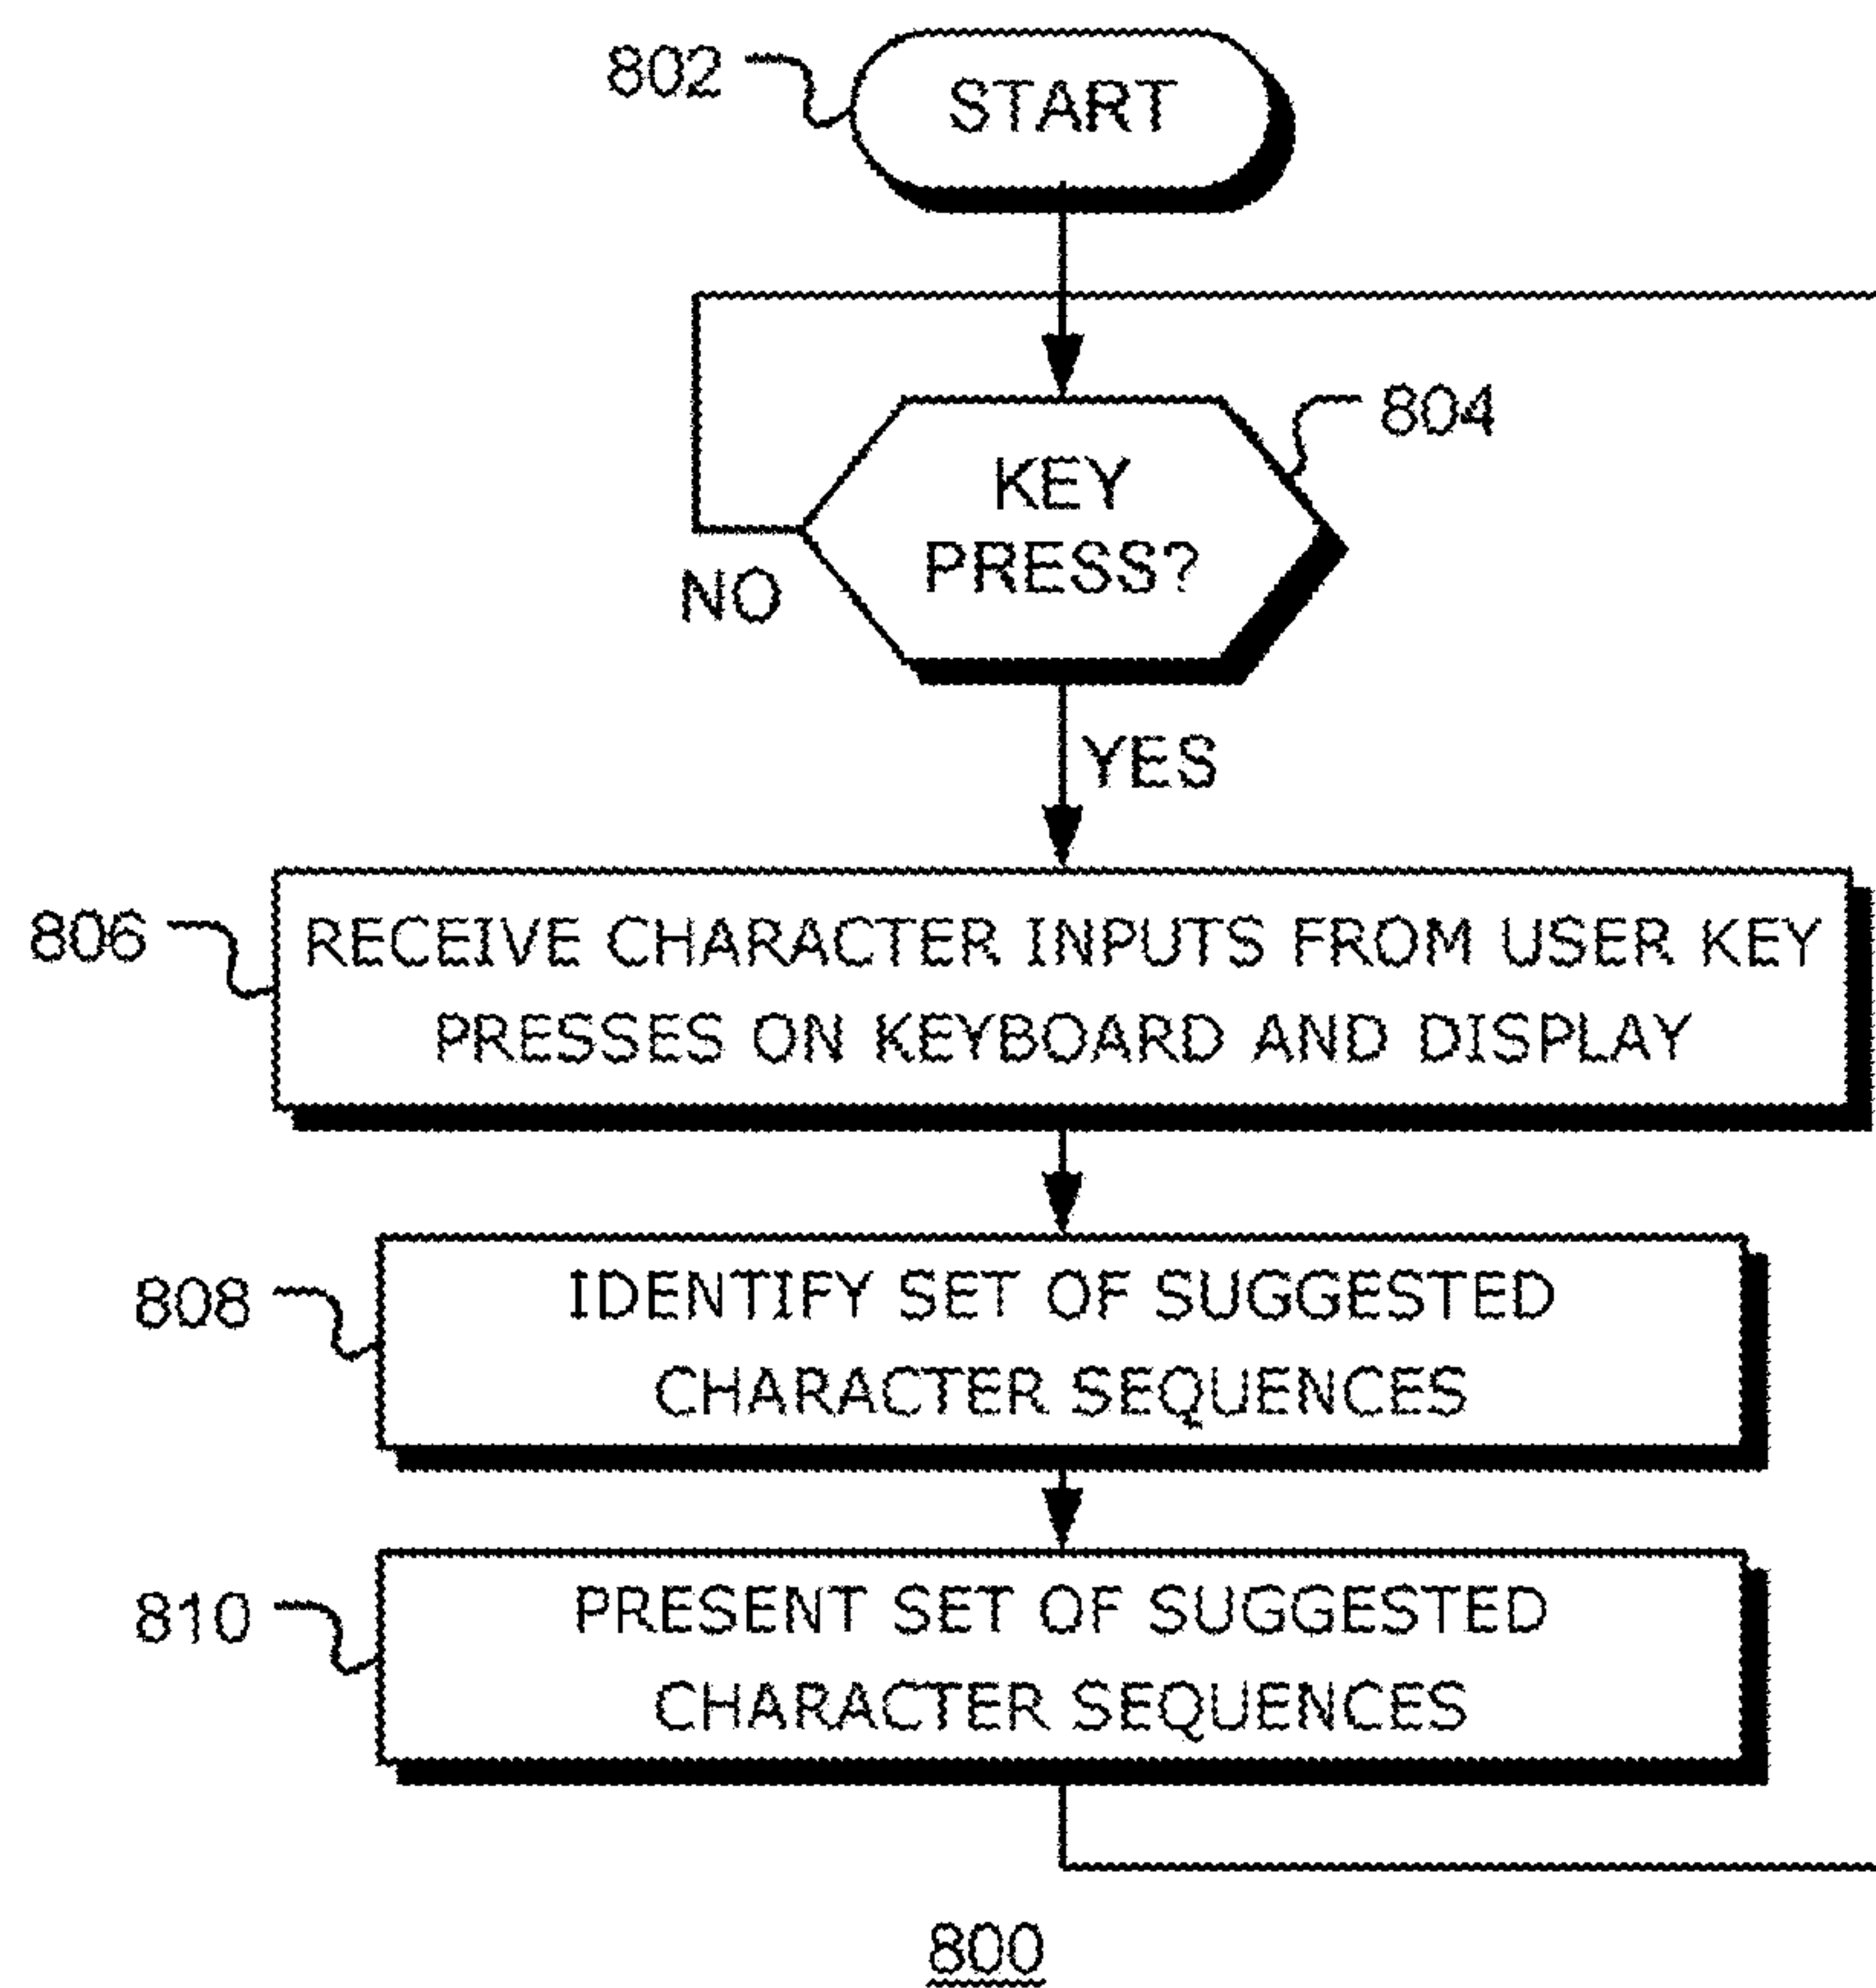 802
START
804
KEY
PRESS?
NO
YES
806
RECEIVE CHARACTER INPUTS FROM USER KEY
PRESSES ON KEYBOARD AND DISPLAY
808
IDENTIFY SET OF SUGGESTED
CHARACTER SEQUENCES
810
PRESENT SET OF SUGGESTED
CHARACTER SEQUENCES
800